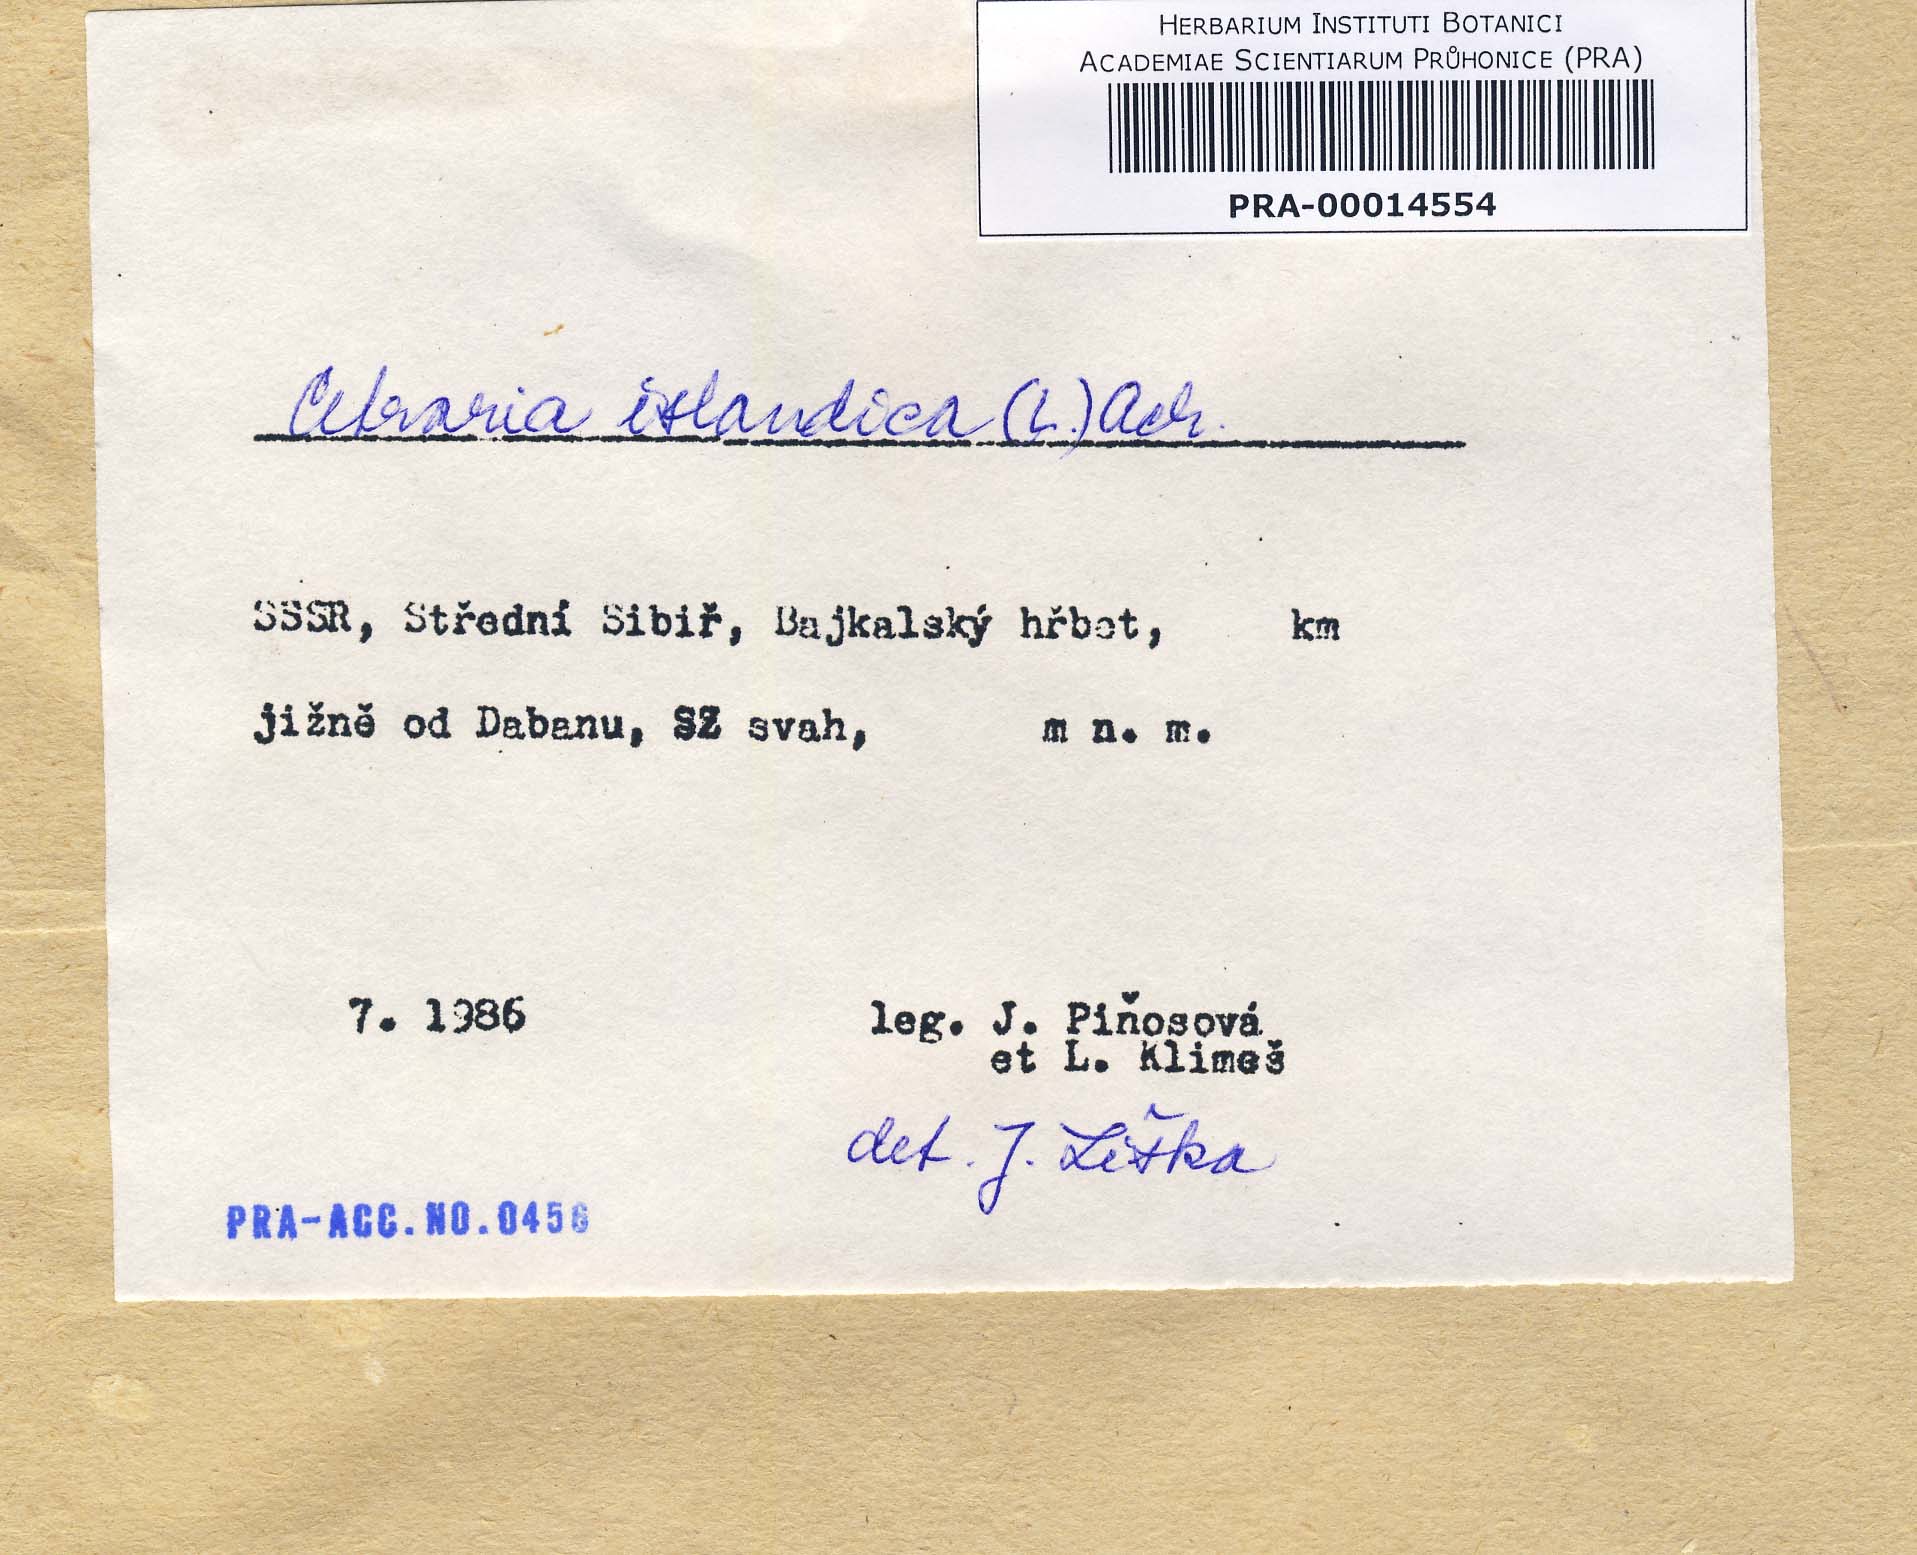 HERBARIUM INSTITUTI BOTANICI
ACADEMIAE SCIENTIARUM PRŮHONICE (PRA)
PRA-00014554
Cetraria islandica (L.) Ach.
SSSR, Střední Sibiř, Bajkalský hřbet, km
jižně od Dabanu, SZ svah, m n. m.
7. 1986
leg. J. Piňosová
et L. Klimeš
det. J. Liška
PRA-ACC.NO.0456